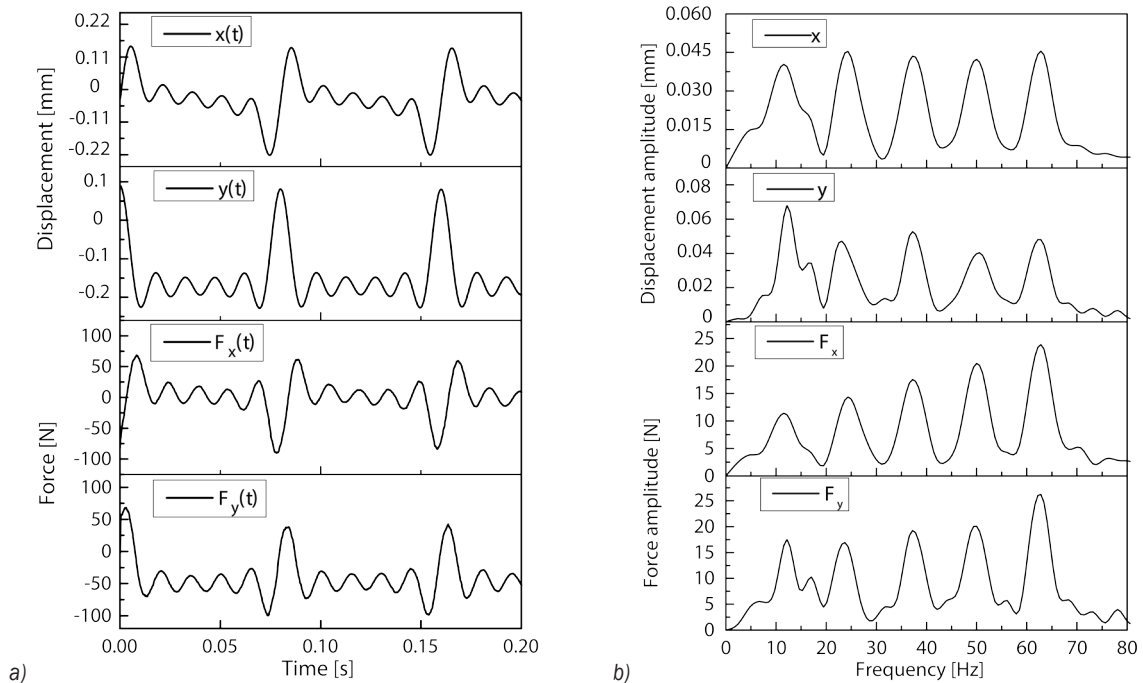 0.22
0.11
0
-0.11
-0.22
x(t)
0.1
0
-0.1
-0.2
y(t)
Displacement [mm]
100
50
0
-50
-100
F_x(t)
100
50
0
-50
-100
F_y(t)
Force [N]
0.00 0.05 0.10 0.15 0.20
Time [s]
a)
0.060
0.045
0.030
0.015
0
x
0.08
0.06
0.04
0.02
0
y
Displacement amplitude [mm]
25
20
15
10
5
0
F_x
25
20
15
10
5
0
F_y
Force amplitude [N]
0 10 20 30 40 50 60 70 80
Frequency [Hz]
b)